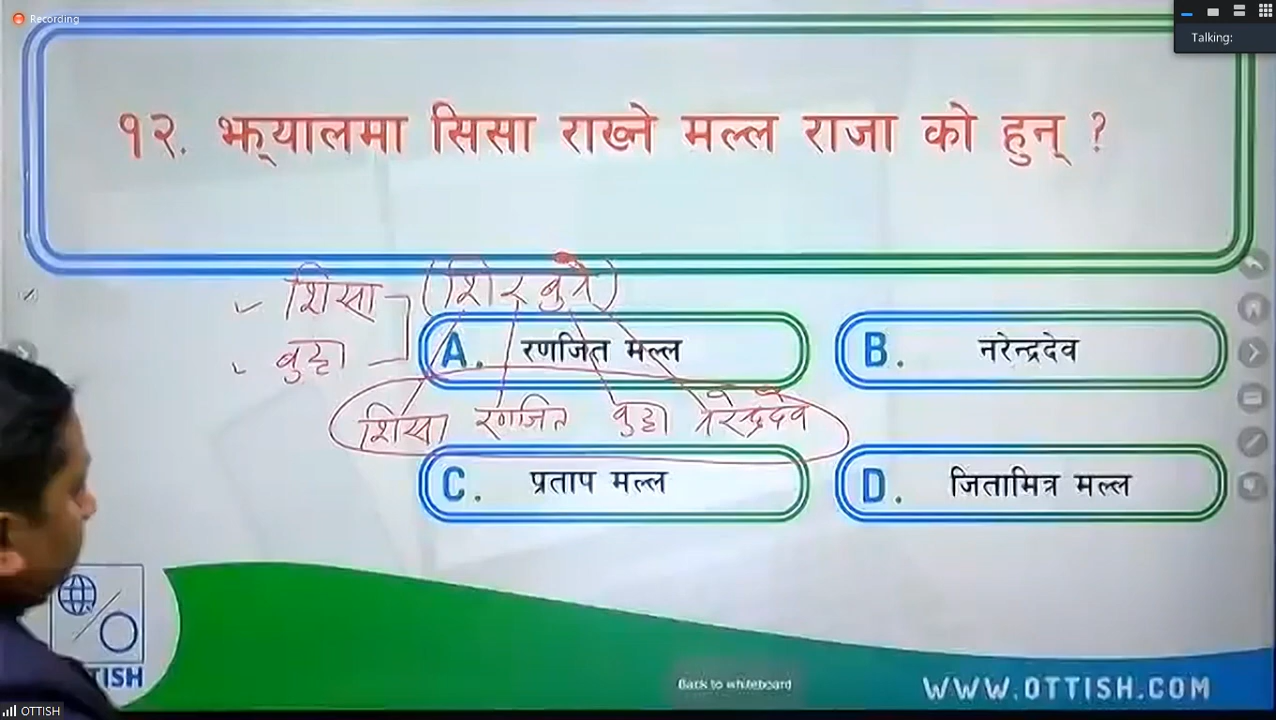 Recording
Talking:
१२. झ्यालमा सिसा राख्ने मल्ल राजा को हुन् ?
शिसा (शिर बुने)
बुट्टा
A. रणजित मल्ल B. नरेन्द्रदेव
शिसा रणजित बुट्टा नरेन्द्रदेव
C. प्रताप मल्ल D. जितामित्र मल्ल
TISH
Back to whiteboard
WWW.OTTISH.COM
OTTISH